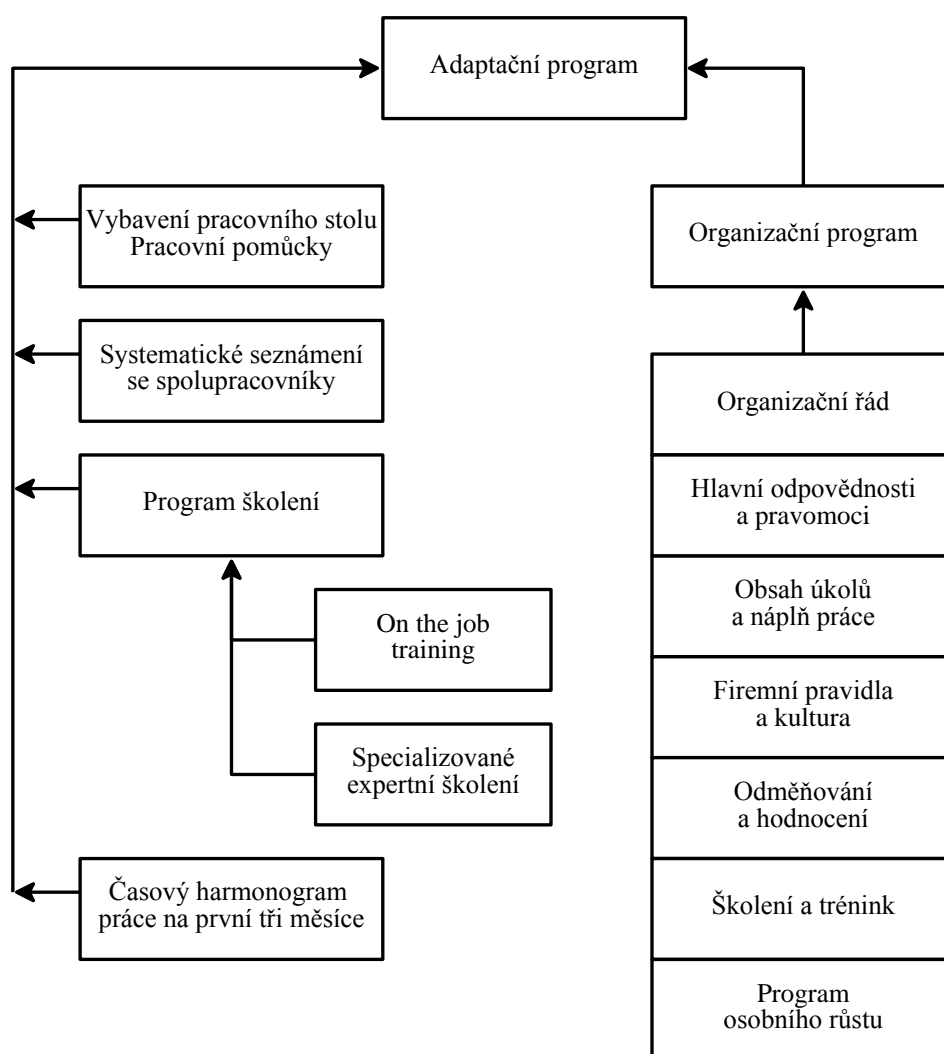 Adaptační program
Vybavení pracovního stolu
Pracovní pomůcky
Systematické seznámení
se spolupracovníky
Program školení
On the job
training
Specializované
expertní školení
Časový harmonogram
práce na první tři měsíce
Organizační program
Organizační řád
Hlavní odpovědnosti
a pravomoci
Obsah úkolů
a náplň práce
Firemní pravidla
a kultura
Odměňování
a hodnocení
Školení a trénink
Program
osobního růstu